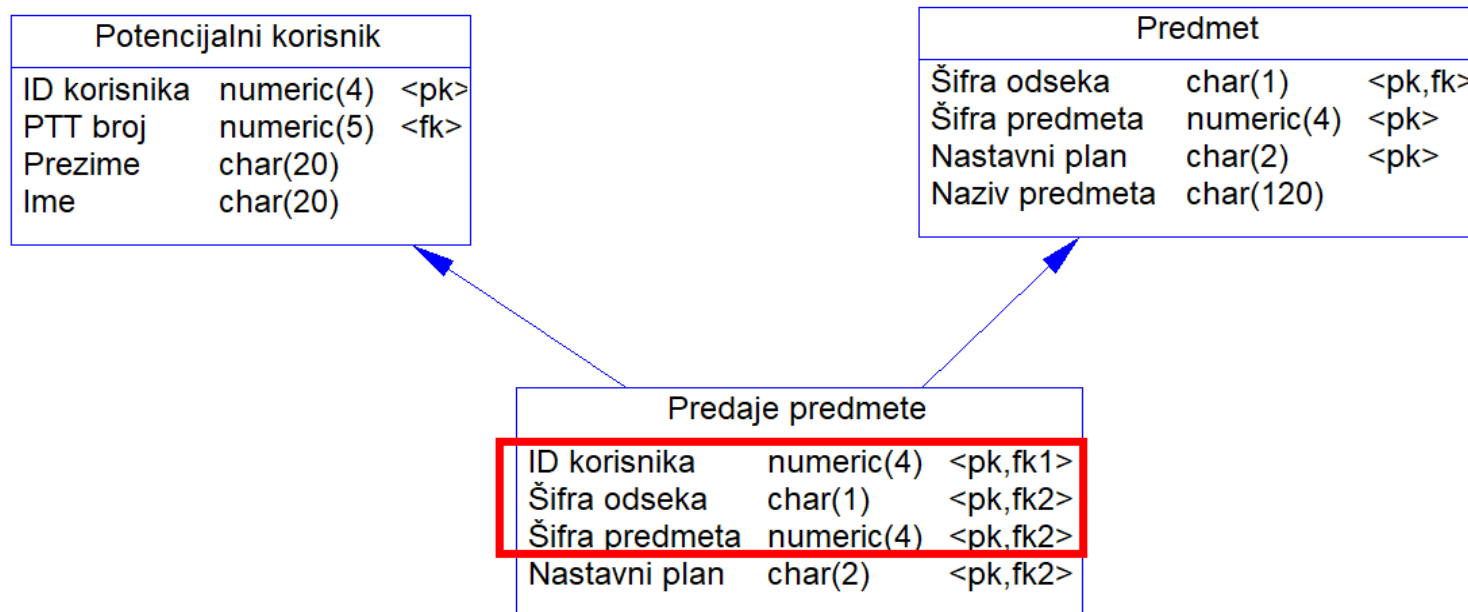 Potencijalni korisnik
ID korisnika numeric(4) <pk>
PTT broj numeric(5) <fk>
Prezime char(20)
Ime char(20)
Predmet
Šifra odseka char(1) <pk,fk>
Šifra predmeta numeric(4) <pk>
Nastavni plan char(2) <pk>
Naziv predmeta char(120)
Predaje predmete
ID korisnika numeric(4) <pk,fk1>
Šifra odseka char(1) <pk,fk2>
Šifra predmeta numeric(4) <pk,fk2>
Nastavni plan char(2) <pk,fk2>